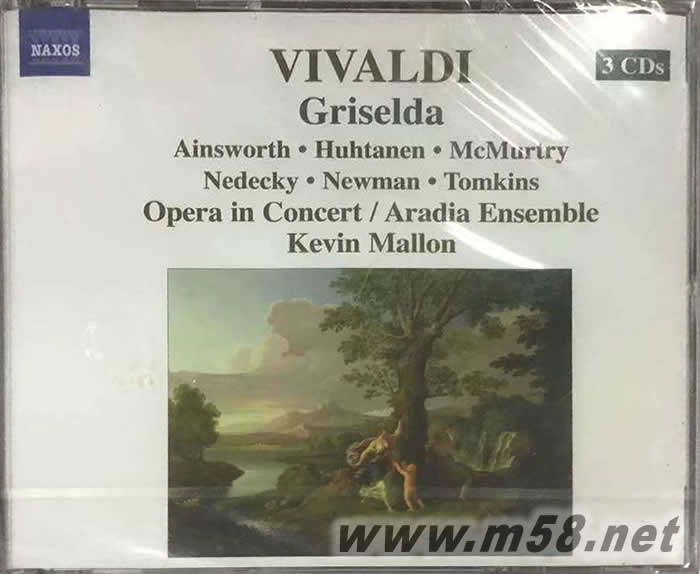 NAXOS
VIVALDI
3 CDs
Griselda
Ainsworth • Huhtanen • McMurtry
Nedecky • Newman • Tomkins
Opera in Concert / Aradia Ensemble
Kevin Mallon
www.m58.net